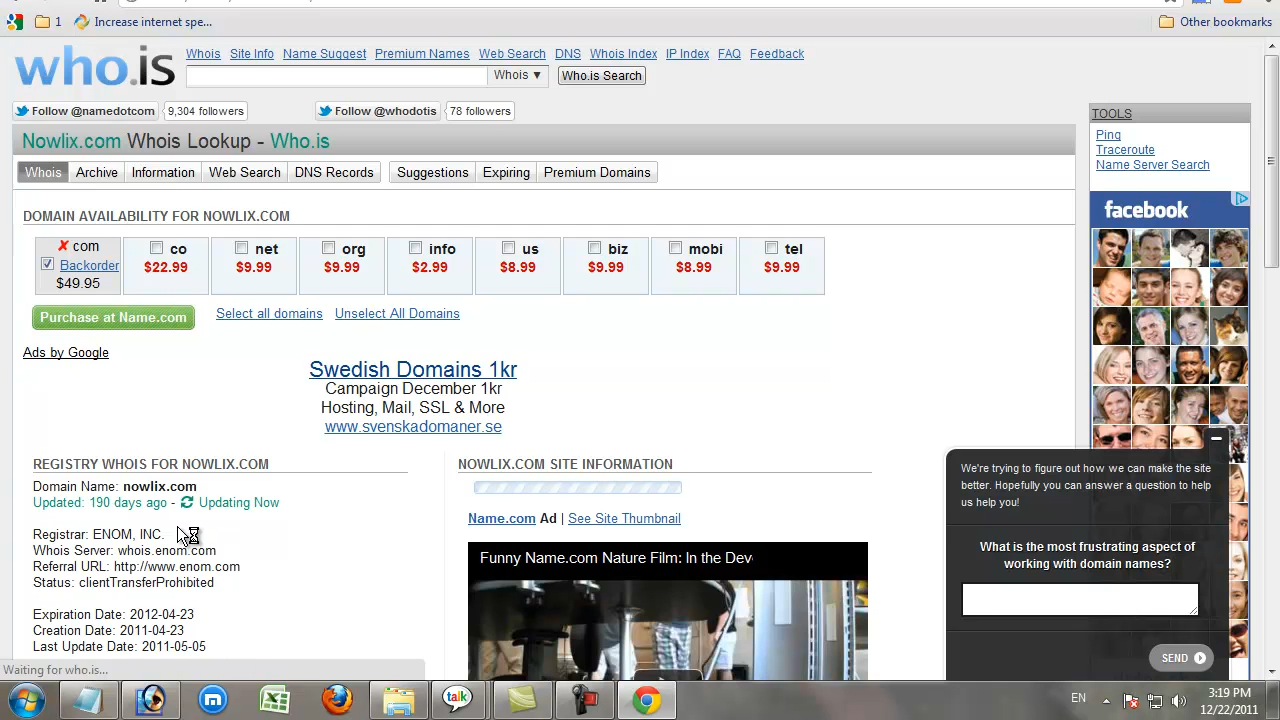 1
Increase internet spe...
Other bookmarks
who.is
Whois Site Info Name Suggest Premium Names Web Search DNS Whois Index IP Index FAQ Feedback
Whois ▼
Who.is Search
Follow @namedotcom
9,304 followers
Follow @whodotis
78 followers
Nowlix.com Whois Lookup - Who.is
Whois Archive Information Web Search DNS Records Suggestions Expiring Premium Domains
DOMAIN AVAILABILITY FOR NOWLIX.COM
✗ com co net org info us biz mobi tel
Backorder $22.99 $9.99 $9.99 $2.99 $8.99 $9.99 $8.99 $9.99
$49.95
Purchase at Name.com
Select all domains
Unselect All Domains
Ads by Google
Swedish Domains 1kr
Campaign December 1kr
Hosting, Mail, SSL & More
www.svenskadomaner.se
REGISTRY WHOIS FOR NOWLIX.COM
Domain Name: nowlix.com
Updated: 190 days ago - Updating Now
Registrar: ENOM, INC.
Whois Server: whois.enom.com
Referral URL: http://www.enom.com
Status: clientTransferProhibited
Expiration Date: 2012-04-23
Creation Date: 2011-04-23
Last Update Date: 2011-05-05
NOWLIX.COM SITE INFORMATION
Name.com Ad | See Site Thumbnail
Funny Name.com Nature Film: In the Dev
TOOLS
Ping
Traceroute
Name Server Search
facebook
We're trying to figure out how we can make the site
better. Hopefully you can answer a question to help
us help you!
What is the most frustrating aspect of
working with domain names?
SEND
Waiting for who.is...
talk
EN
3:19 PM
12/22/2011